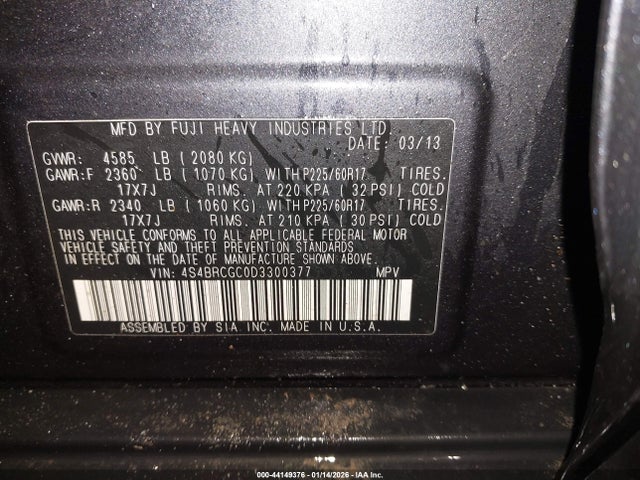 MFD BY FUJI HEAVY INDUSTRIES LTD.
DATE: 03/13
GVWR: 4585 LB (2080 KG)
GAWR:F 2360 LB (1070 KG) WITH P225/60R17 TIRES.
17X7J RIMS. AT 220 KPA (32 PSI) COLD
GAWR:R 2340 LB (1060 KG) WITH P225/60R17 TIRES.
17X7J RIMS. AT 210 KPA (30 PSI) COLD
THIS VEHICLE CONFORMS TO ALL APPLICABLE FEDERAL MOTOR
VEHICLE SAFETY AND THEFT PREVENTION STANDARDS
IN EFFECT ON THE DATE OF MANUFACTURE SHOWN ABOVE.
VIN: 4S4BRCGC0D3300377 MPV
ASSEMBLED BY SIA INC. MADE IN U.S.A.
000-44149376 - 01/14/2026 - IAA Inc.